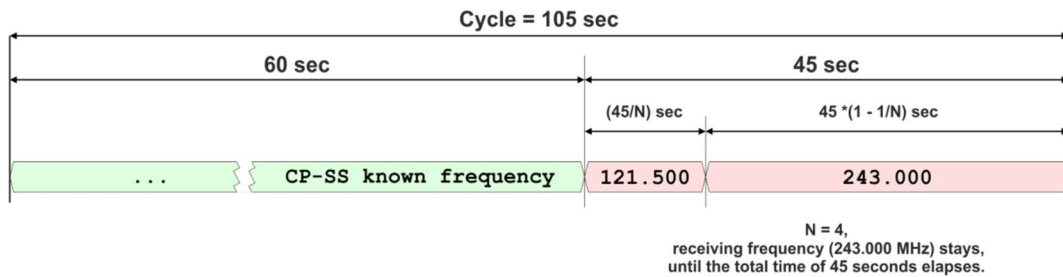 Cycle = 105 sec
60 sec
45 sec
(45/N) sec
45 *(1 - 1/N) sec
...
CP-SS known frequency
121.500
243.000
N = 4,
receiving frequency (243.000 MHz) stays,
until the total time of 45 seconds elapses.